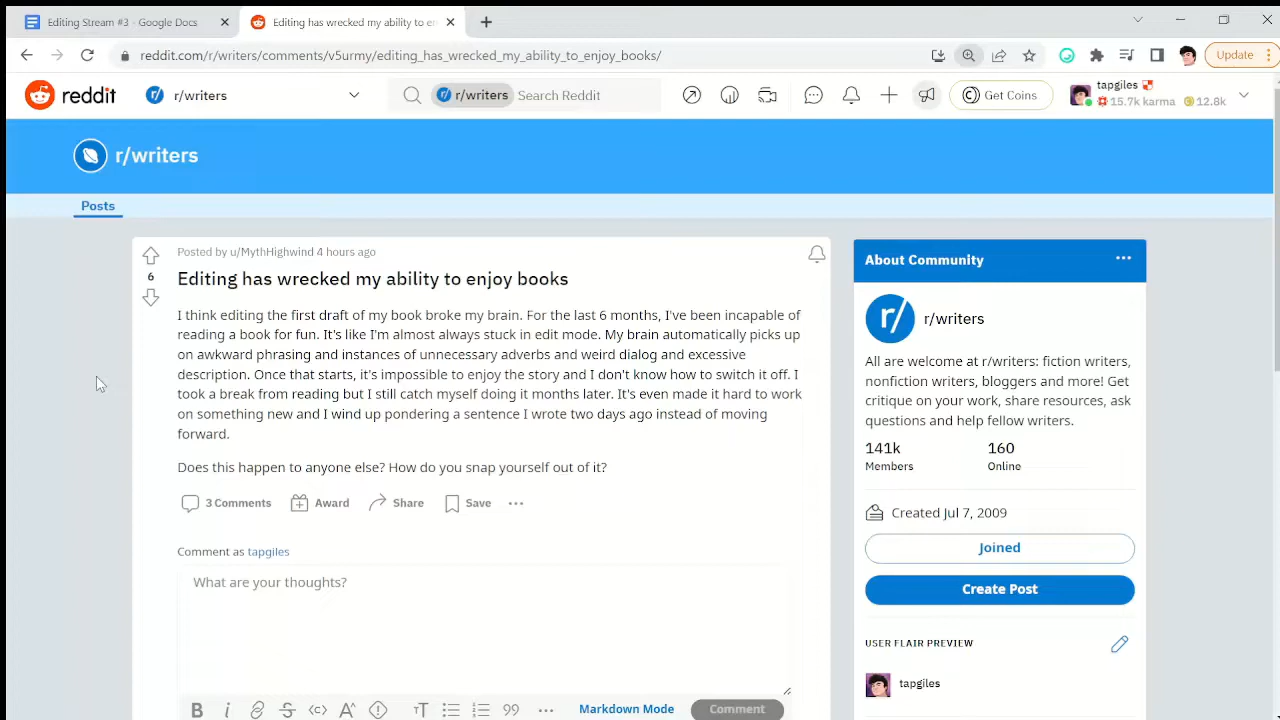 Editing Stream #3 - Google Docs
Editing has wrecked my ability to en
reddit.com/r/writers/comments/v5urmy/editing_has_wrecked_my_ability_to_enjoy_books/
Update
reddit
r/writers
r/writers
Search Reddit
Get Coins
tapgiles
15.7k karma
12.8k
r/writers
Posts
Posted by u/MythHighwind 4 hours ago
6
Editing has wrecked my ability to enjoy books
I think editing the first draft of my book broke my brain. For the last 6 months, I've been incapable of
reading a book for fun. It's like I'm almost always stuck in edit mode. My brain automatically picks up
on awkward phrasing and instances of unnecessary adverbs and weird dialog and excessive
description. Once that starts, it's impossible to enjoy the story and I don't know how to switch it off. I
took a break from reading but I still catch myself doing it months later. It's even made it hard to work
on something new and I wind up pondering a sentence I wrote two days ago instead of moving
forward.
Does this happen to anyone else? How do you snap yourself out of it?
3 Comments
Award
Share
Save
Comment as tapgiles
What are your thoughts?
Markdown Mode
Comment
About Community
r/
r/writers
All are welcome at r/writers: fiction writers,
nonfiction writers, bloggers and more! Get
critique on your work, share resources, ask
questions and help fellow writers.
141k
160
Members
Online
Created Jul 7, 2009
Joined
Create Post
USER FLAIR PREVIEW
tapgiles